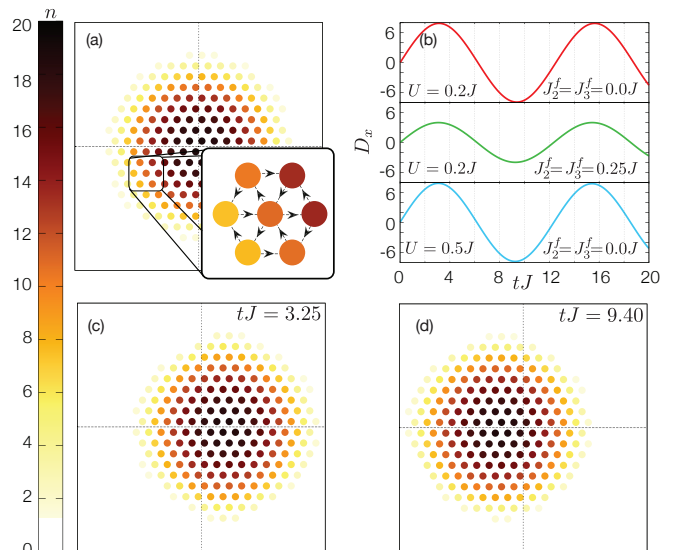 n
20
18
16
14
12
10
8
6
4
2
0
(a)
(b)
D_x
6
0
-6
U = 0.2J
J_2^f=J_3^f=0.0J
6
0
-6
U = 0.2J
J_2^f=J_3^f=0.25J
6
0
-6
U = 0.5J
J_2^f=J_3^f=0.0J
0
4
8
12
16
20
tJ
(c)
tJ = 3.25
(d)
tJ = 9.40